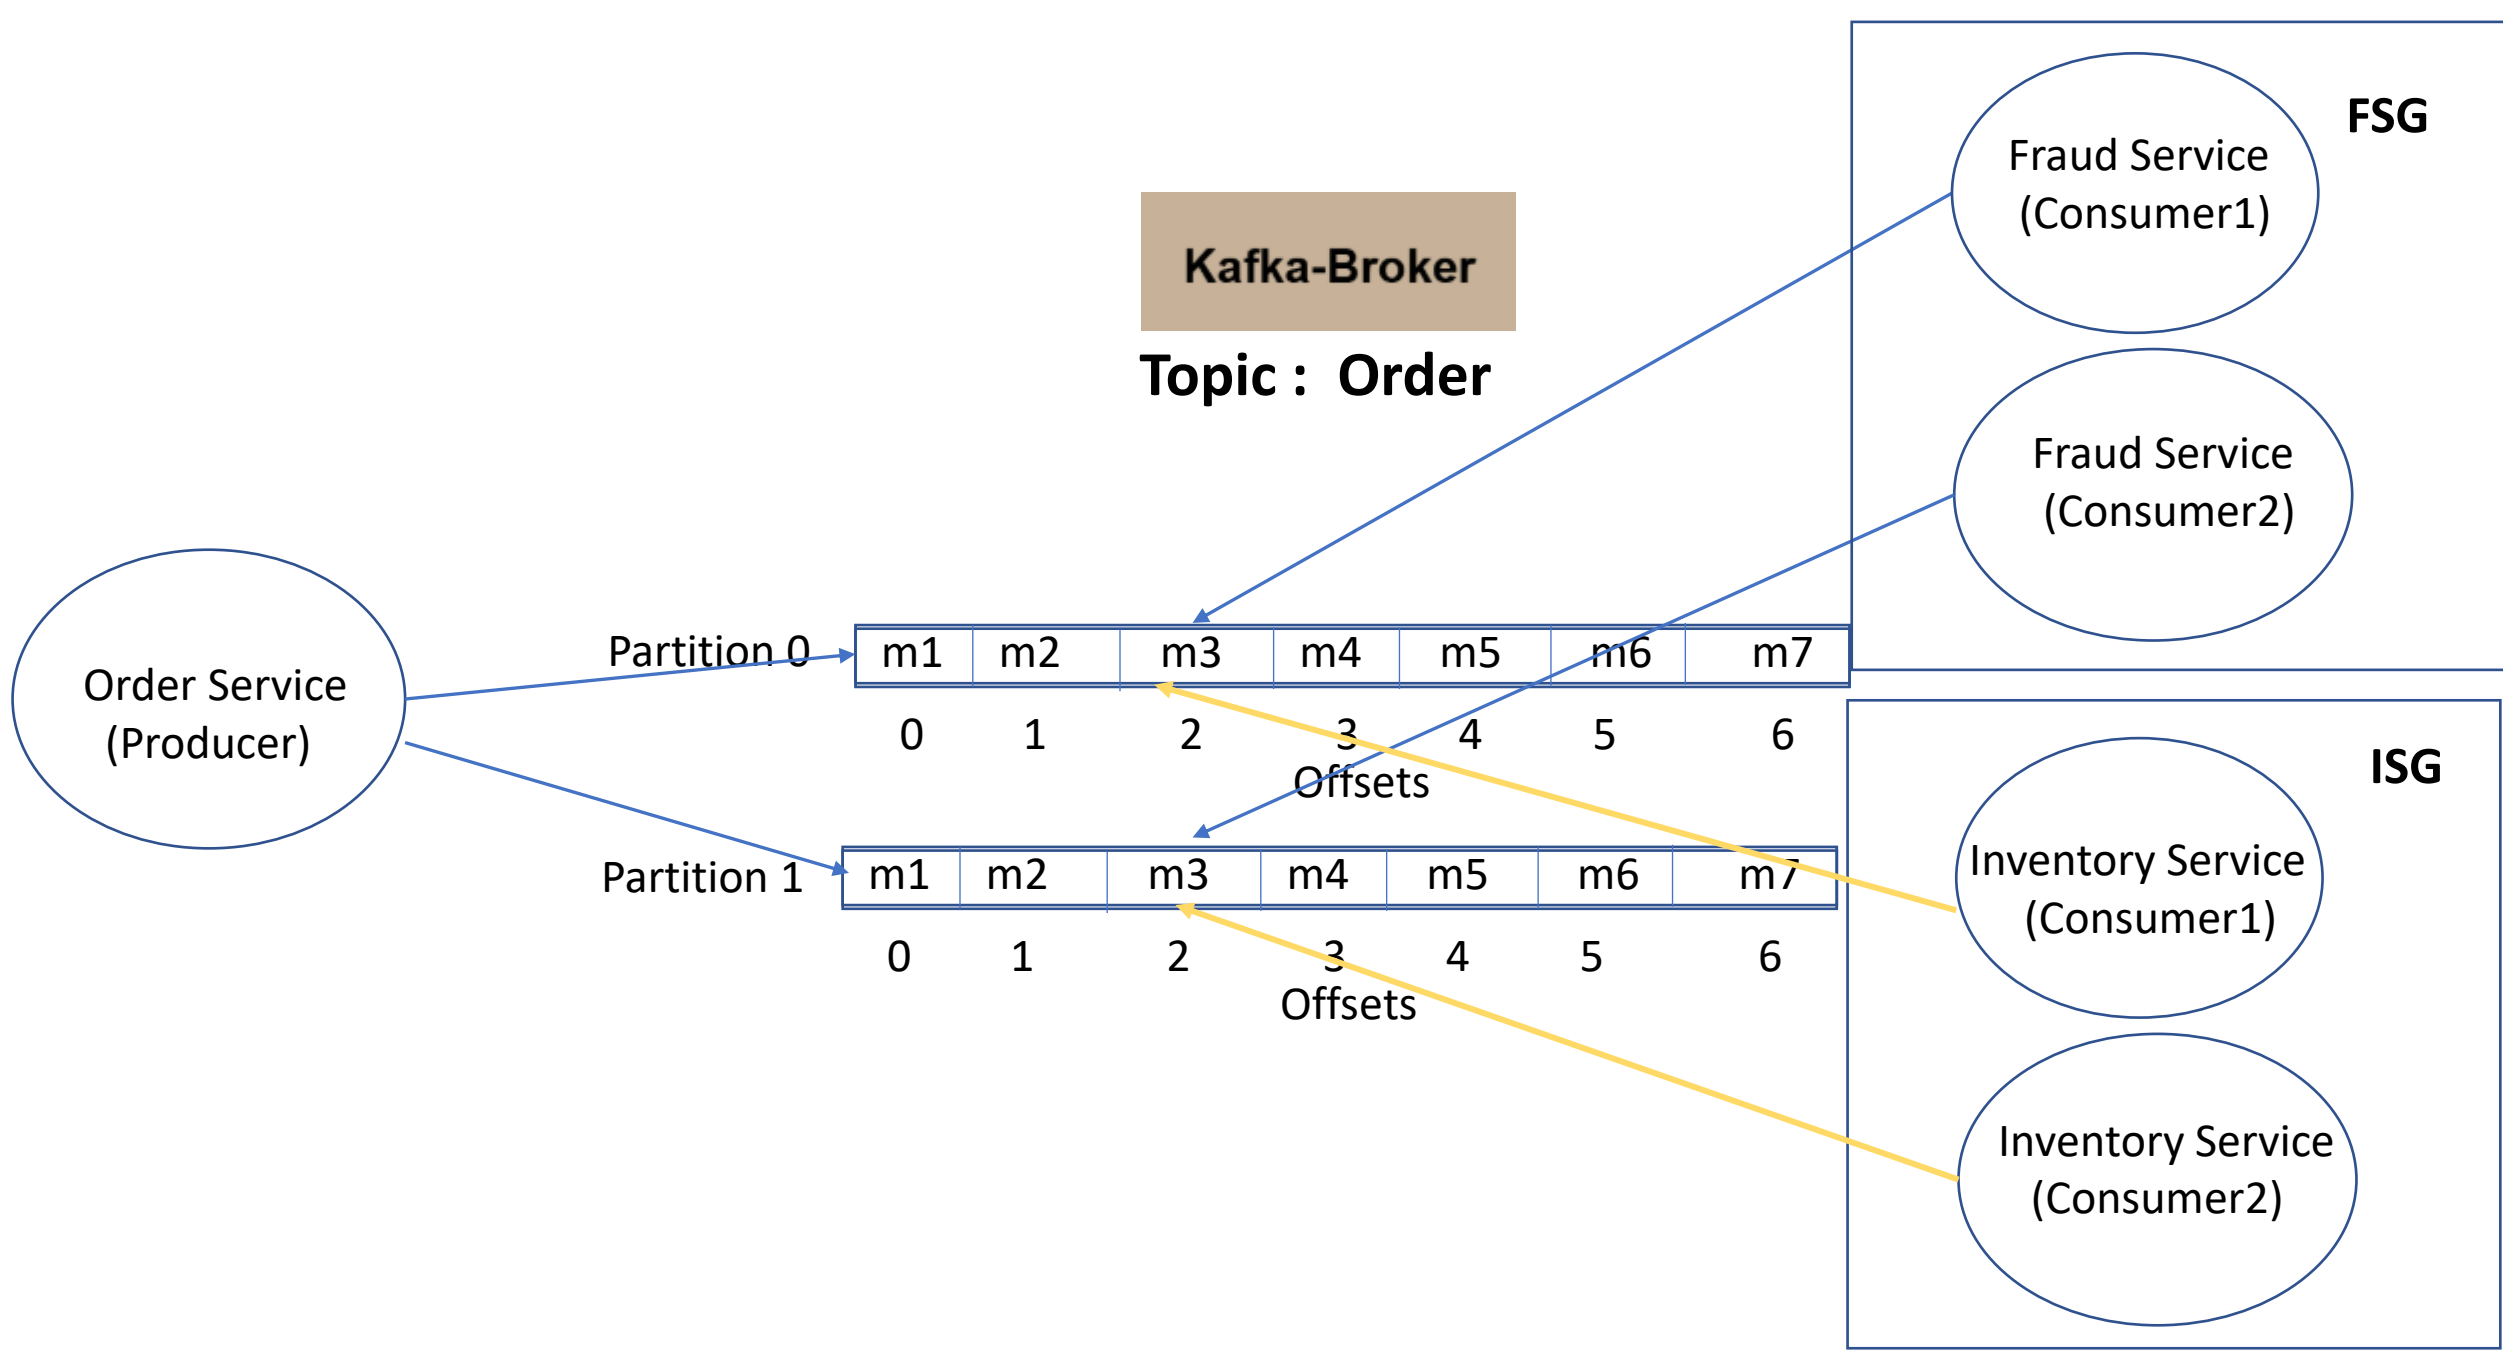 FSG
Fraud Service
(Consumer1)
Kafka-Broker
Topic : Order
Fraud Service
(Consumer2)
Order Service
(Producer)
Partition 0
m1 m2 m3 m4 m5 m6 m7
0 1 2 3 4 5 6
Offsets
Partition 1
m1 m2 m3 m4 m5 m6 m7
0 1 2 3 4 5 6
Offsets
ISG
Inventory Service
(Consumer1)
Inventory Service
(Consumer2)